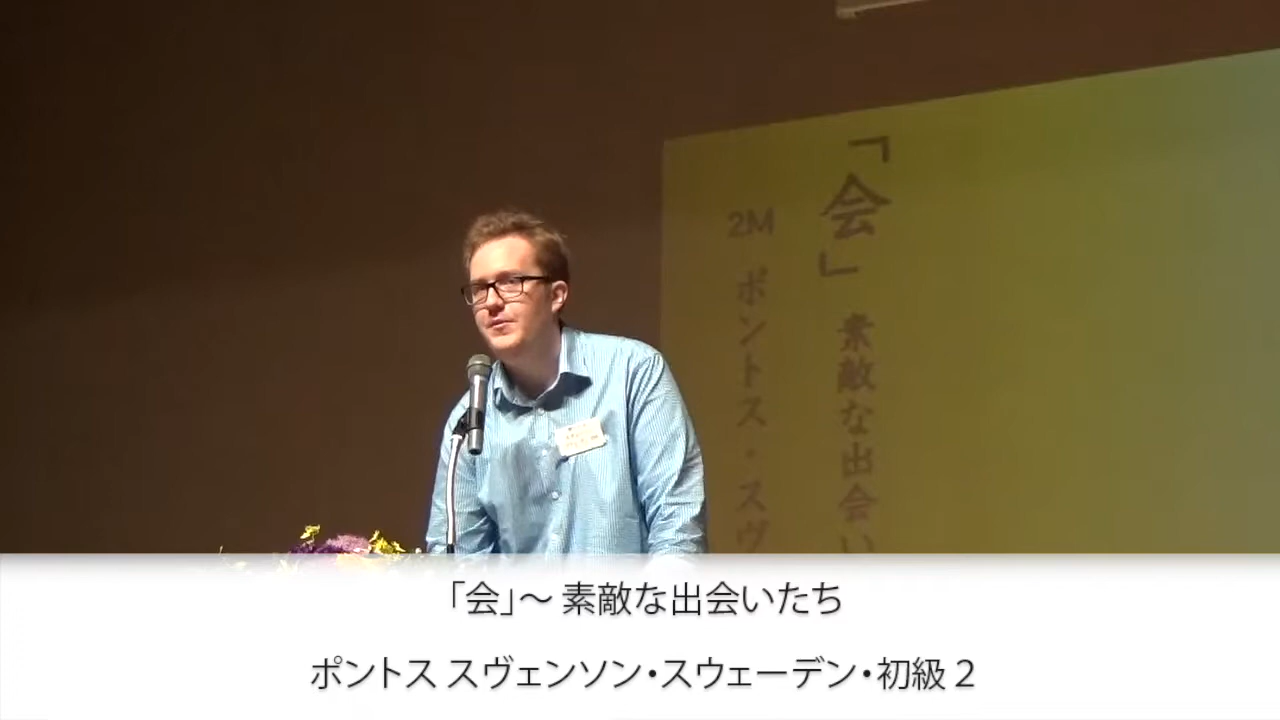 「会」 素敵な出会い
2M ポントス・スヴ
「会」～ 素敵な出会いたち
ポントス スヴェンソン・スウェーデン・初級 2